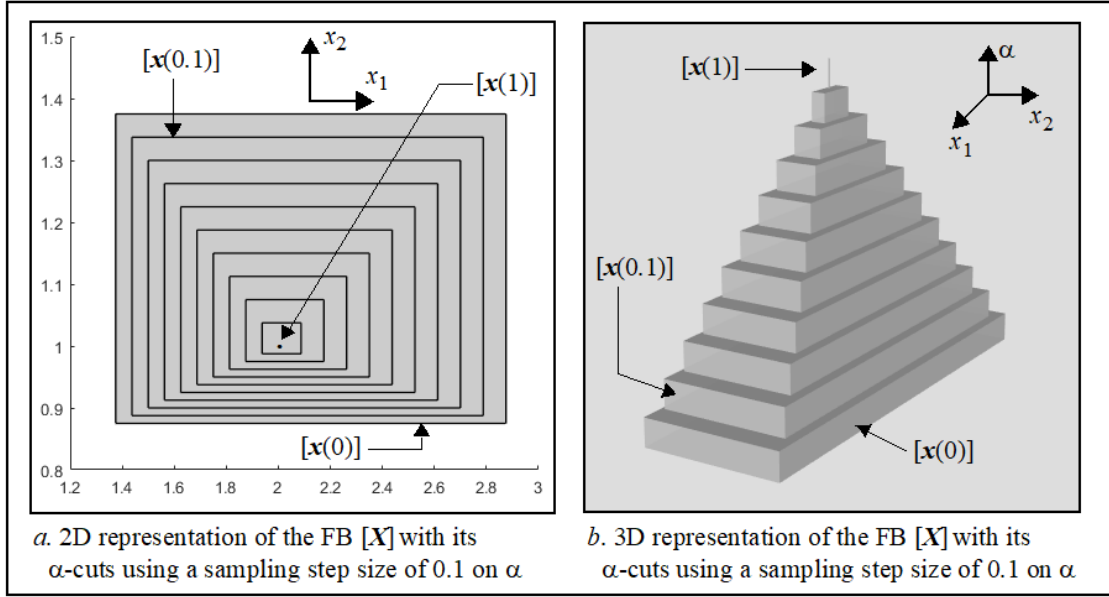 1.5
1.4
1.3
1.2
1.1
1
0.9
0.8
1.2 1.4 1.6 1.8 2 2.2 2.4 2.6 2.8 3
[x(0.1)]
x2
x1
[x(1)]
[x(0)]
a. 2D representation of the FB [X] with its
α-cuts using a sampling step size of 0.1 on α
[x(1)]
α
x2
x1
[x(0.1)]
[x(0)]
b. 3D representation of the FB [X] with its
α-cuts using a sampling step size of 0.1 on α